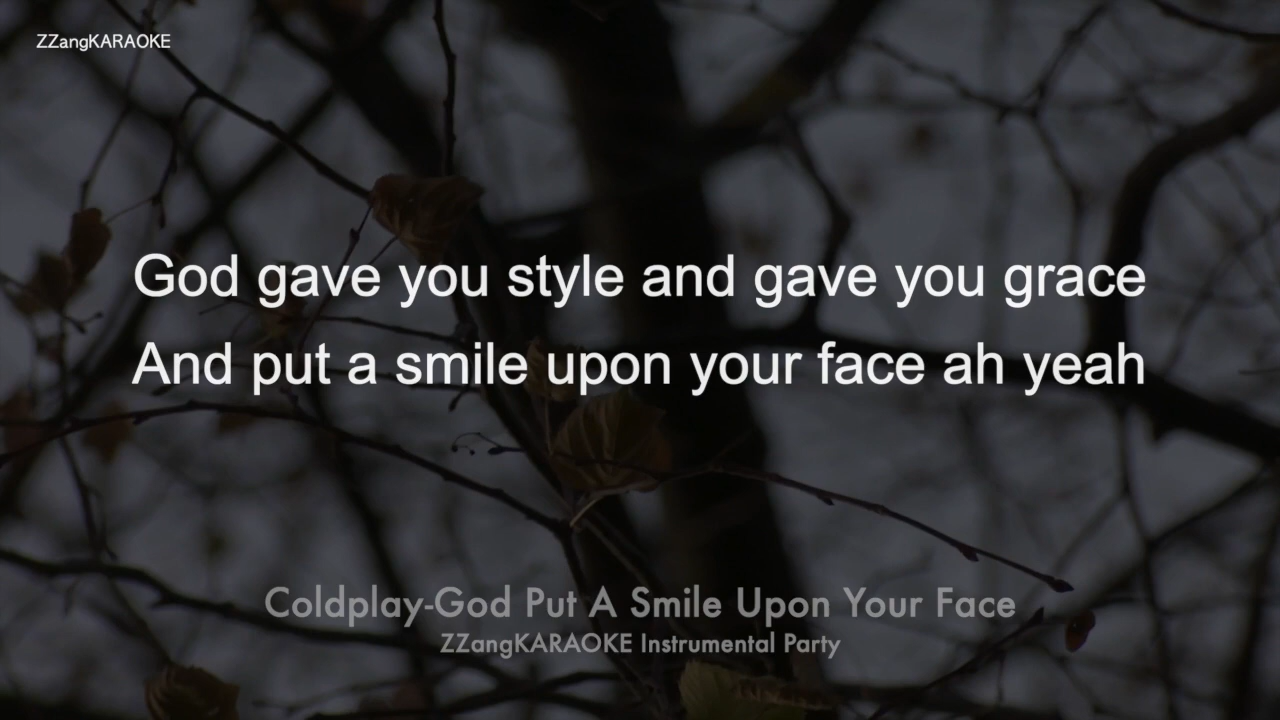 ZZangKARAOKE
God gave you style and gave you grace
And put a smile upon your face ah yeah
Coldplay-God Put A Smile Upon Your Face
ZZangKARAOKE Instrumental Party